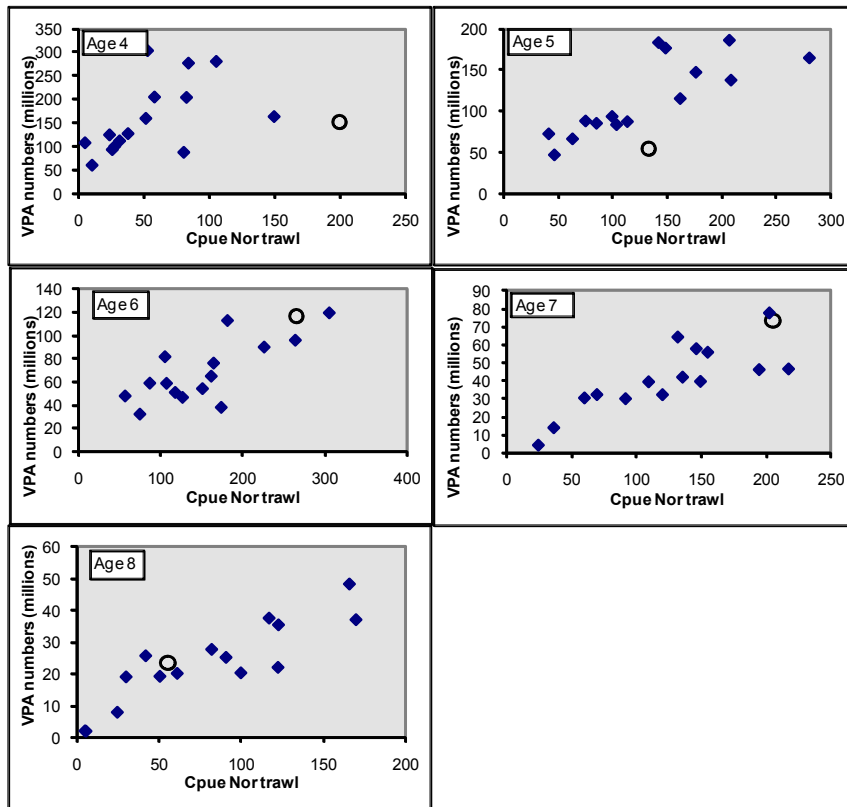 Age 4
VPA numbers (millions)
350
300
250
200
150
100
50
0
0 50 100 150 200 250
Cpue Nor trawl
Age 5
VPA numbers (millions)
200
150
100
50
0
0 50 100 150 200 250 300
Cpue Nor trawl
Age 6
VPA numbers (millions)
140
120
100
80
60
40
20
0
0 100 200 300 400
Cpue Nor trawl
Age 7
VPA numbers (millions)
90
80
70
60
50
40
30
20
10
0
0 50 100 150 200 250
Cpue Nor trawl
Age 8
VPA numbers (millions)
60
50
40
30
20
10
0
0 50 100 150 200
Cpue Nor trawl